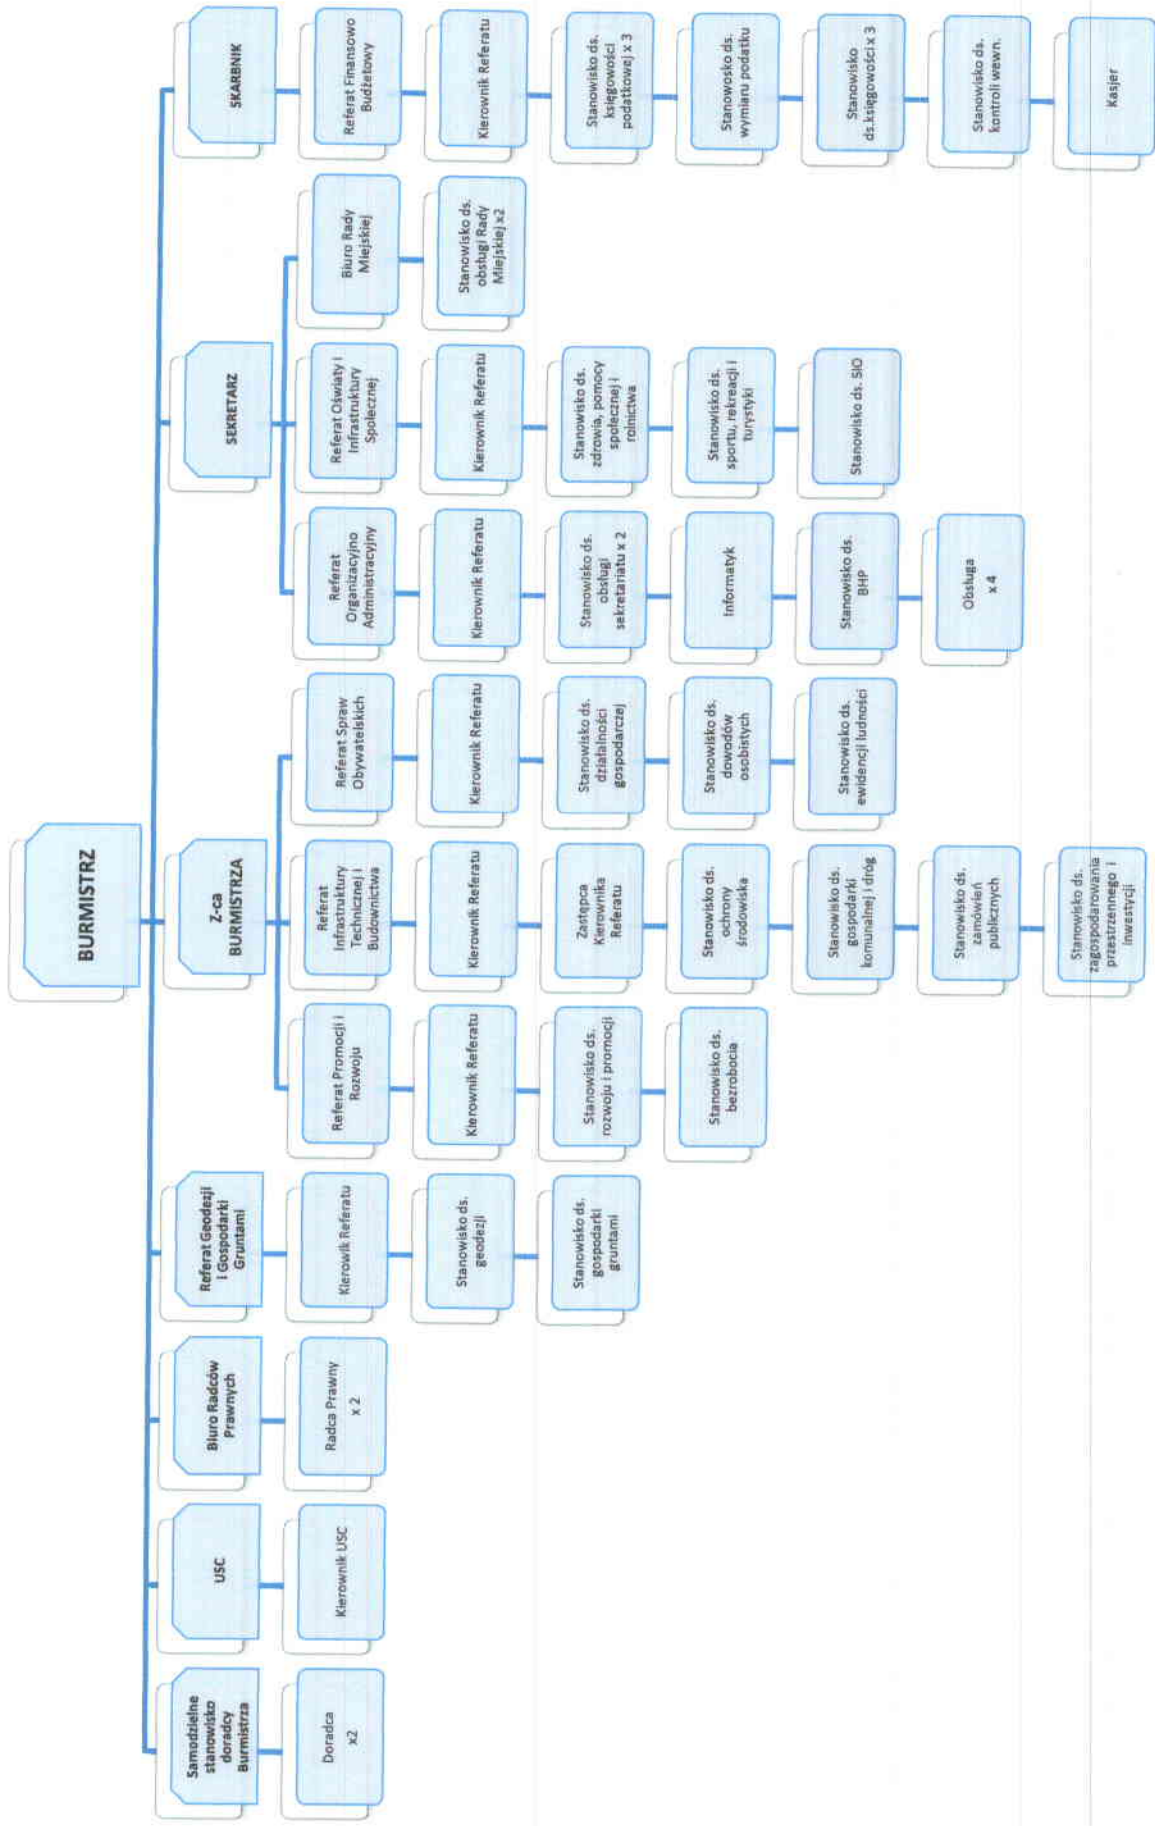 BURMISTRZ
Samodzielne
stanowisko
doradcy
Burmistrza
Doradca
x2
USC
Kierownik USC
Biuro Radców
Prawnych
Radca Prawny
x 2
Referat Geodezji
i Gospodarki
Gruntami
Kierowik Referatu
Stanowisko ds.
geodezji
Stanowisko ds.
gospodarki
gruntami
Z-ca
BURMISTRZA
Referat Promocji i
Rozwoju
Kierownik Referatu
Stanowisko ds.
rozwoju i promocji
Stanowisko ds.
bezrobocia
Referat
Infrastruktury
Technicznej i
Budownictwa
Kierownik Referatu
Zastępca
Kierownika
Referatu
Stanowisko ds.
ochrony
środowiska
Stanowisko ds.
gospodarki
komunalnej i dróg
Stanowisko ds.
zamówień
publicznych
Stanowisko ds.
zagospodarowania
przestrzennego i
inwestycji
Referat Spraw
Obywatelskich
Kierownik Referatu
Stanowisko ds.
działalności
gospodarczej
Stanowisko ds.
dowodów
osobistych
Stanowisko ds.
ewidencji ludności
SEKRETARZ
Referat
Organizacyjno
Administracyjny
Kierownik Referatu
Stanowisko ds.
obsługi
sekretariatu x 2
Informatyk
Stanowisko ds.
BHP
Obsługa
x 4
Referat Oświaty i
Infrastruktury
Społecznej
Kierownik Referatu
Stanowisko ds.
zdrowia, pomocy
społecznej i
rolnictwa
Stanowisko ds.
sportu, rekreacji i
turystyki
Stanowisko ds. SIO
Biuro Rady
Miejskiej
Stanowisko ds.
obsługi Rady
Miejskiej x2
SKARBNIK
Referat Finansowo
Budżetowy
Kierownik Referatu
Stanowisko ds.
księgowości
podatkowej x 3
Stanowosko ds.
wymiaru podatku
Stanowisko
ds.księgowości x 3
Stanowisko ds.
kontroli wewn.
Kasjer